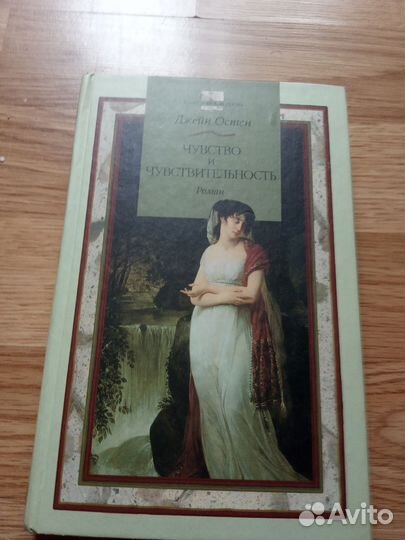 Джейн Остен
ЧУВСТВО
и
ЧУВСТВИТЕЛЬНОСТЬ
Роман
Avito